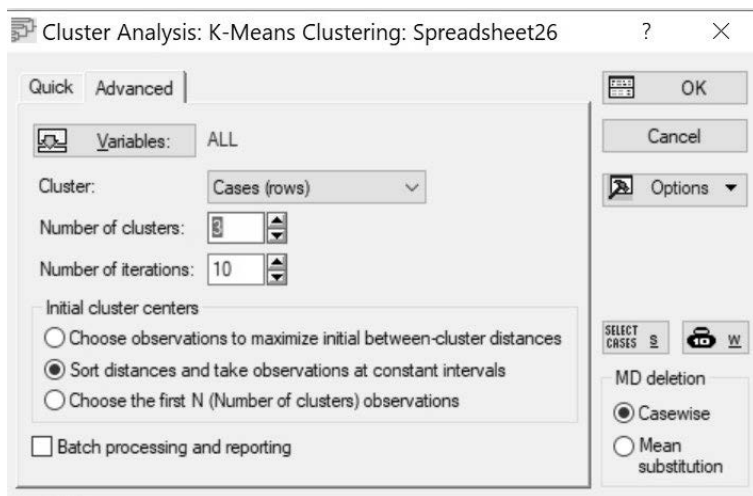 Cluster Analysis: K-Means Clustering: Spreadsheet26 ? ×
Quick Advanced
Variables: ALL
Cluster: Cases (rows)
Number of clusters: 3
Number of iterations: 10
Initial cluster centers
Choose observations to maximize initial between-cluster distances
Sort distances and take observations at constant intervals
Choose the first N (Number of clusters) observations
Batch processing and reporting
OK
Cancel
Options
SELECT
CASES S W
MD deletion
Casewise
Mean
substitution